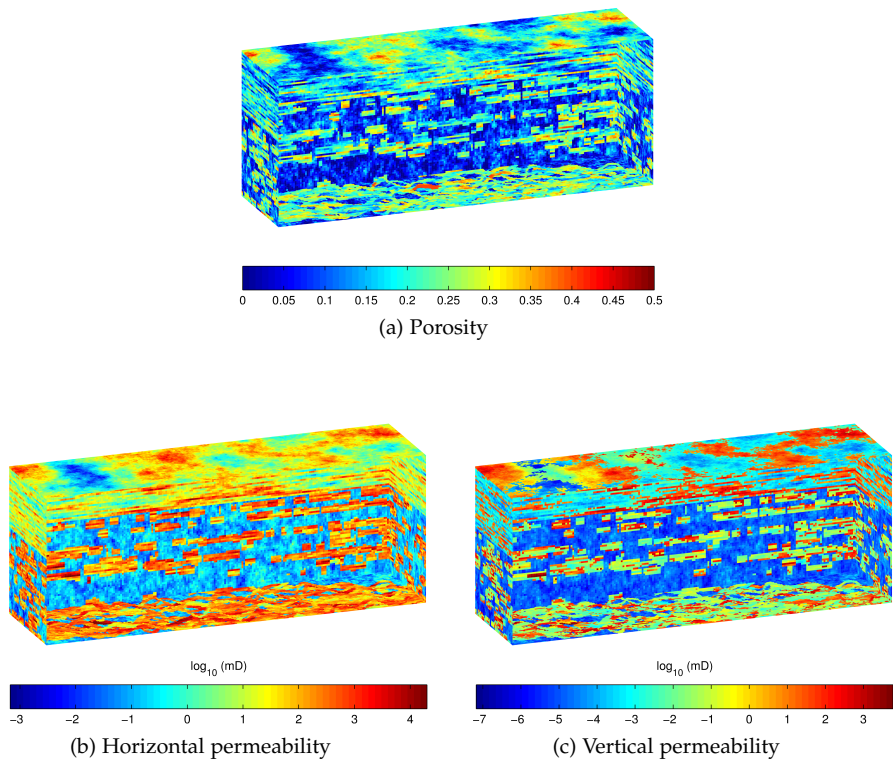 0 0.05 0.1 0.15 0.2 0.25 0.3 0.35 0.4 0.45 0.5
(a) Porosity
log10 (mD)
−3 −2 −1 0 1 2 3 4
(b) Horizontal permeability
log10 (mD)
−7 −6 −5 −4 −3 −2 −1 0 1 2 3
(c) Vertical permeability